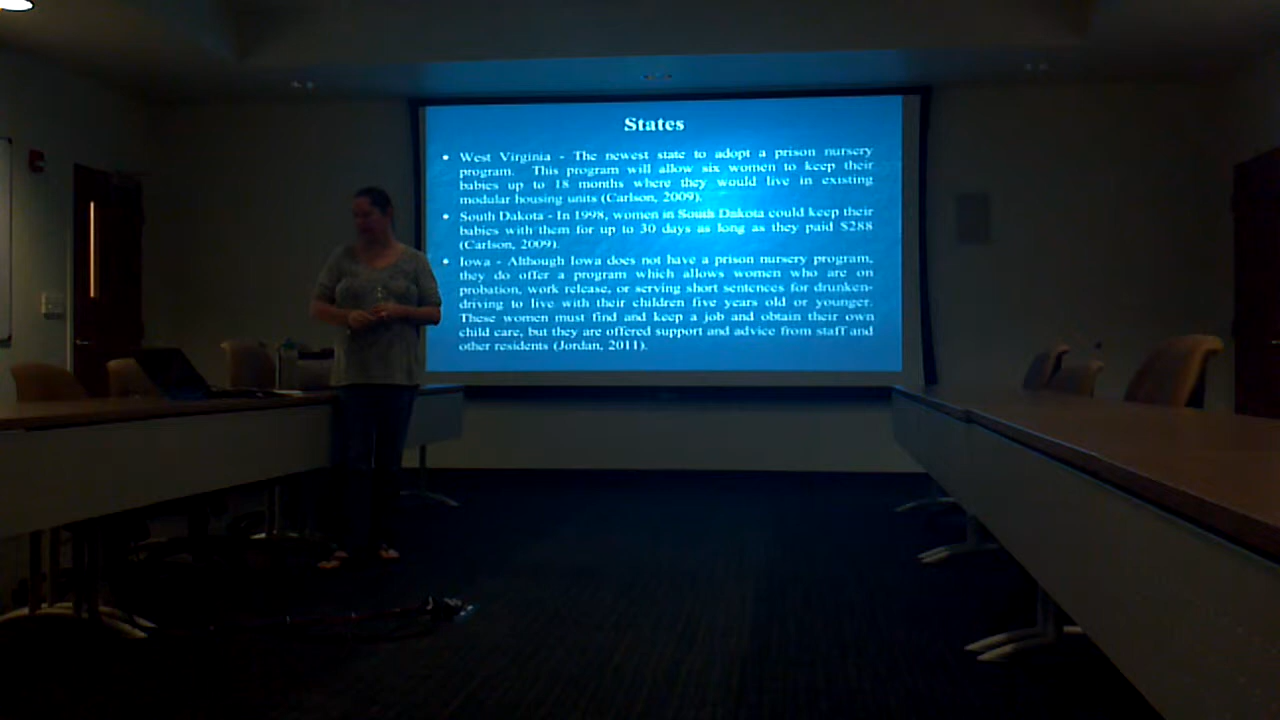 States
• West Virginia - The newest state to adopt a prison nursery
program. This program will allow six women to keep their
babies up to 18 months where they would live in existing
modular housing units (Carlson, 2009).
• South Dakota - In 1998, women in South Dakota could keep their
babies with them for up to 30 days as long as they paid $288
(Carlson, 2009).
• Iowa - Although Iowa does not have a prison nursery program,
they do offer a program which allows women who are on
probation, work release, or serving short sentences for drunken-
driving to live with their children five years old or younger.
These women must find and keep a job and obtain their own
child care, but they are offered support and advice from staff and
other residents (Jordan, 2011).